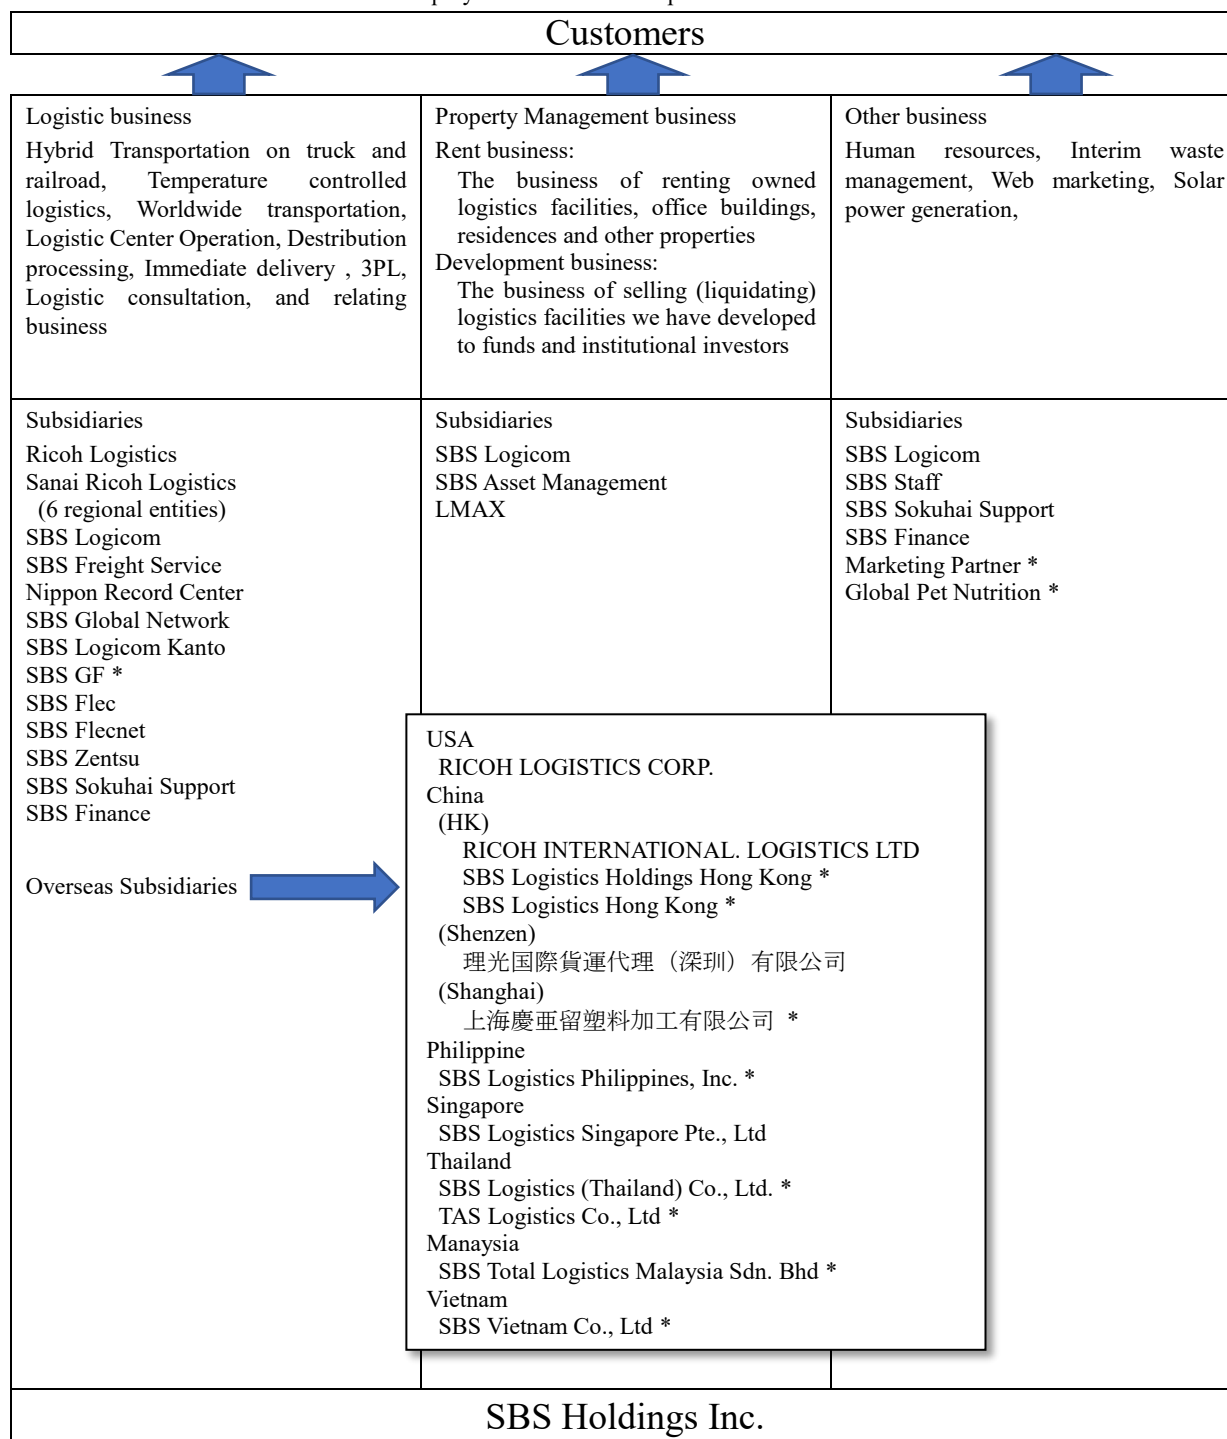 Customers
Logistic business
Hybrid Transportation on truck and
railroad, Temperature controlled
logistics, Worldwide transportation,
Logistic Center Operation, Destribution
processing, Immediate delivery , 3PL,
Logistic consultation, and relating
business
Property Management business
Rent business:
The business of renting owned
logistics facilities, office buildings,
residences and other properties
Development business:
The business of selling (liquidating)
logistics facilities we have developed
to funds and institutional investors
Other business
Human resources, Interim waste
management, Web marketing, Solar
power generation,
Subsidiaries
Ricoh Logistics
Sanai Ricoh Logistics
(6 regional entities)
SBS Logicom
SBS Freight Service
Nippon Record Center
SBS Global Network
SBS Logicom Kanto
SBS GF *
SBS Flec
SBS Flecnet
SBS Zentsu
SBS Sokuhai Support
SBS Finance
Overseas Subsidiaries
Subsidiaries
SBS Logicom
SBS Asset Management
LMAX
Subsidiaries
SBS Logicom
SBS Staff
SBS Sokuhai Support
SBS Finance
Marketing Partner *
Global Pet Nutrition *
USA
RICOH LOGISTICS CORP.
China
(HK)
RICOH INTERNATIONAL. LOGISTICS LTD
SBS Logistics Holdings Hong Kong *
SBS Logistics Hong Kong *
(Shenzen)
理光国際貨運代理（深圳）有限公司
(Shanghai)
上海慶亜留塑料加工有限公司 *
Philippine
SBS Logistics Philippines, Inc. *
Singapore
SBS Logistics Singapore Pte., Ltd
Thailand
SBS Logistics (Thailand) Co., Ltd. *
TAS Logistics Co., Ltd *
Manaysia
SBS Total Logistics Malaysia Sdn. Bhd *
Vietnam
SBS Vietnam Co., Ltd *
SBS Holdings Inc.